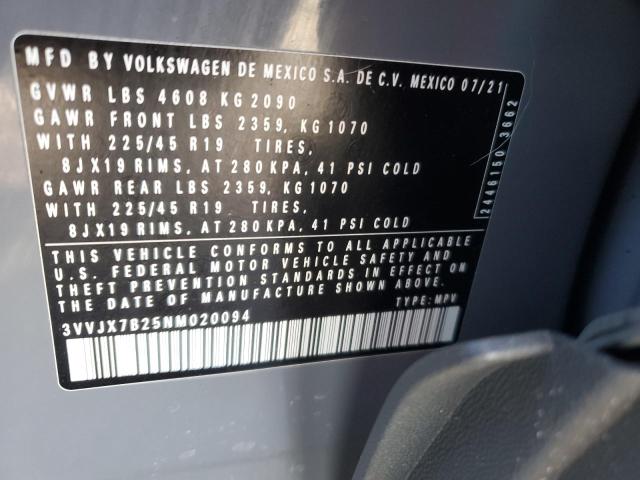 MFD BY VOLKSWAGEN DE MEXICO S.A. DE C.V. MEXICO 07/21
GVWR LBS 4608 KG 2090
GAWR FRONT LBS 2359, KG 1070
WITH 225/45 R19 TIRES,
8JX19 RIMS, AT 280 KPA, 41 PSI COLD
GAWR REAR LBS 2359, KG 1070
WITH 225/45 R19 TIRES,
8JX19 RIMS, AT 280 KPA, 41 PSI COLD
THIS VEHICLE CONFORMS TO ALL APPLICABLE
U.S. FEDERAL MOTOR VEHICLE SAFETY AND
THEFT PREVENTION STANDARDS IN EFFECT ON
THE DATE OF MANUFACTURE SHOWN ABOVE.
3VVJX7B25NM020094 TYPE: MPV
2446150 3662